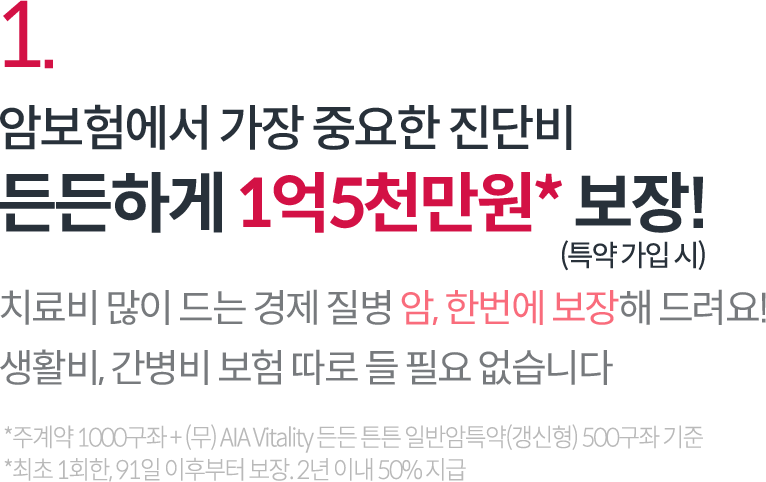 1.
암보험에서 가장 중요한 진단비
든든하게 1억5천만원* 보장!
(특약 가입 시)
치료비 많이 드는 경제 질병 암, 한번에 보장해 드려요!
생활비, 간병비 보험 따로 들 필요 없습니다
*주계약 1000구좌 + (무) AIA Vitality 든든 튼튼 일반암특약(갱신형) 500구좌 기준
*최초 1회한, 91일 이후부터 보장. 2년 이내 50% 지급